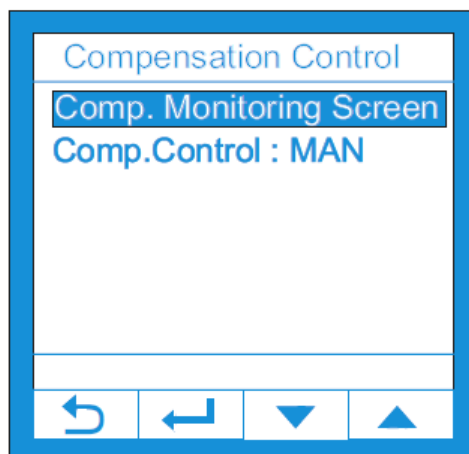 Compensation Control
Comp. Monitoring Screen
Comp.Control : MAN